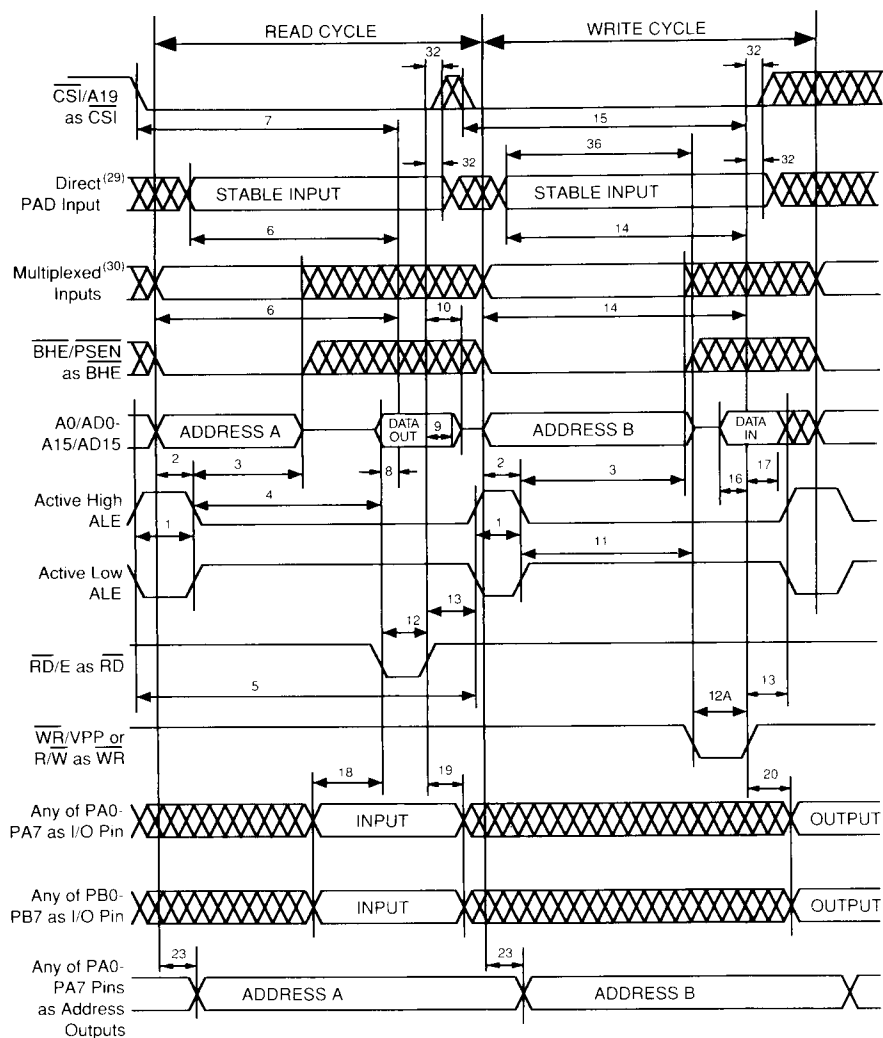 READ CYCLE
WRITE CYCLE
32
32
CSI/A19
as CSI
7
15
36
32
32
Direct(29)
PAD Input
STABLE INPUT
STABLE INPUT
6
14
Multiplexed(30)
Inputs
6
10
14
BHE/PSEN
as BHE
A0/AD0-
A15/AD15
ADDRESS A
DATA
OUT
9
ADDRESS B
DATA
IN
2
3
8
2
3
16
17
Active High
ALE
4
1
1
11
Active Low
ALE
12
13
RD/E as RD
5
12A
13
WR/VPP or
R/W as WR
18
19
20
Any of PA0-
PA7 as I/O Pin
INPUT
OUTPUT
Any of PB0-
PB7 as I/O Pin
INPUT
OUTPUT
23
23
Any of PA0-
PA7 Pins
as Address
Outputs
ADDRESS A
ADDRESS B